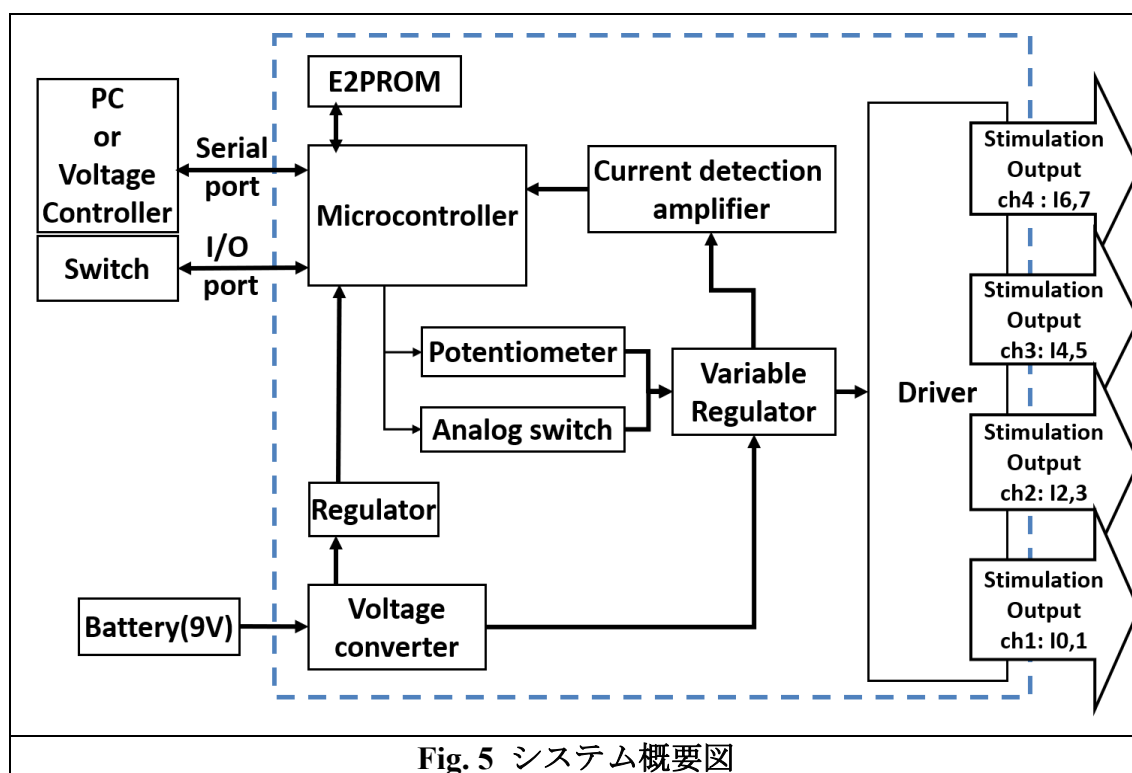 E2PROM
PC
or
Voltage
Controller
Serial
port
Switch
I/O
port
Microcontroller
Current detection
amplifier
Potentiometer
Analog switch
Variable
Regulator
Driver
Regulator
Battery(9V)
Voltage
converter
Stimulation
Output
ch4 : I6,7
Stimulation
Output
ch3: I4,5
Stimulation
Output
ch2: I2,3
Stimulation
Output
ch1: I0,1
Fig. 5 システム概要図